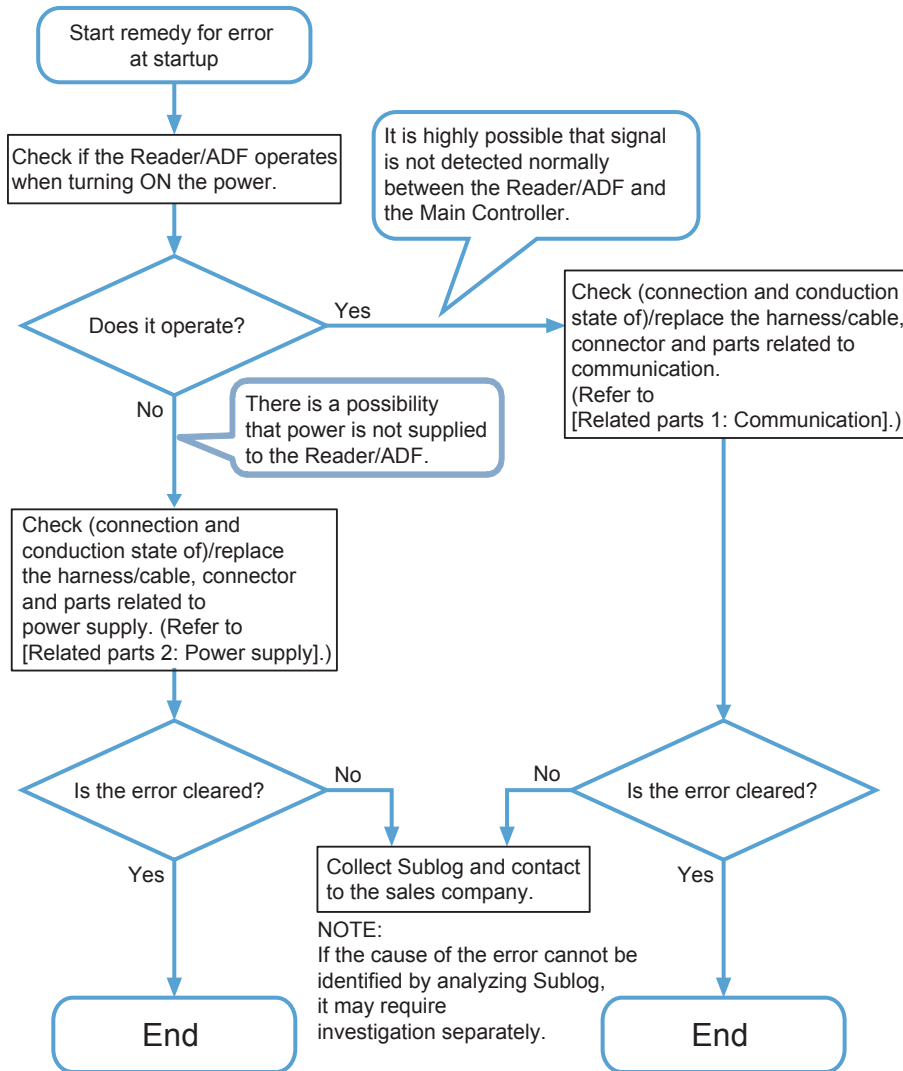 Start remedy for error
at startup
Check if the Reader/ADF operates
when turning ON the power.
It is highly possible that signal
is not detected normally
between the Reader/ADF and
the Main Controller.
Does it operate?
Yes
Check (connection and conduction
state of)/replace the harness/cable,
connector and parts related to
communication.
(Refer to
[Related parts 1: Communication].)
No
There is a possibility
that power is not supplied
to the Reader/ADF.
Check (connection and
conduction state of)/replace
the harness/cable, connector
and parts related to
power supply. (Refer to
[Related parts 2: Power supply].)
Is the error cleared?
No
No
Is the error cleared?
Yes
Collect Sublog and contact
to the sales company.
Yes
NOTE:
If the cause of the error cannot be
identified by analyzing Sublog,
it may require
investigation separately.
End
End